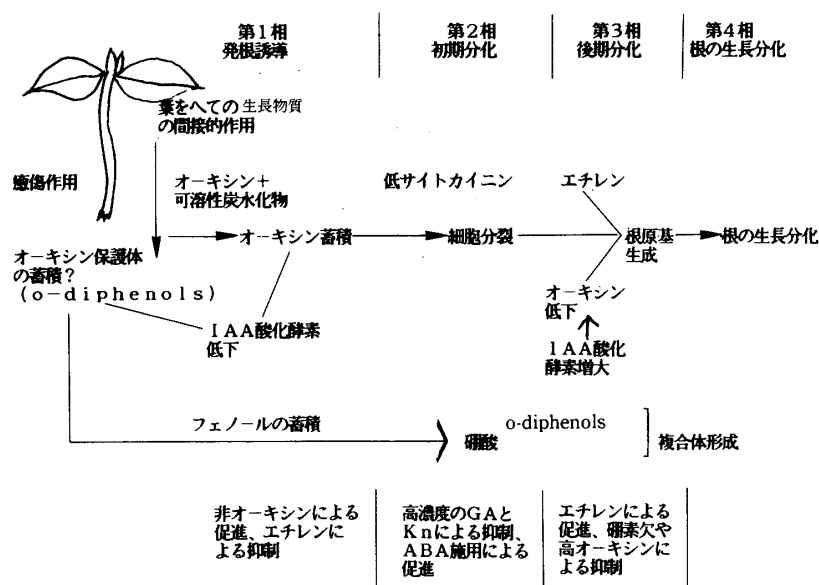 第1相
発根誘導
第2相
初期分化
第3相
後期分化
第4相
根の生長分化
葉をへての生長物質
の間接的作用
癒傷作用
オーキシン+
可溶性炭水化物
低サイトカイニン
エチレン
オーキシン保護体
の蓄積?
(o-diphenols)
オーキシン蓄積
細胞分裂
根原基
生成
根の生長分化
オーキシン
低下
IAA酸化酵素
低下
IAA酸化
酵素増大
フェノールの蓄積
硼酸
o-diphenols
複合体形成
非オーキシンによる
促進、エチレンに
よる抑制
高濃度のGAと
Knによる抑制、
ABA施用による
促進
エチレンによる
促進、硼素欠や
高オーキシンに
よる抑制